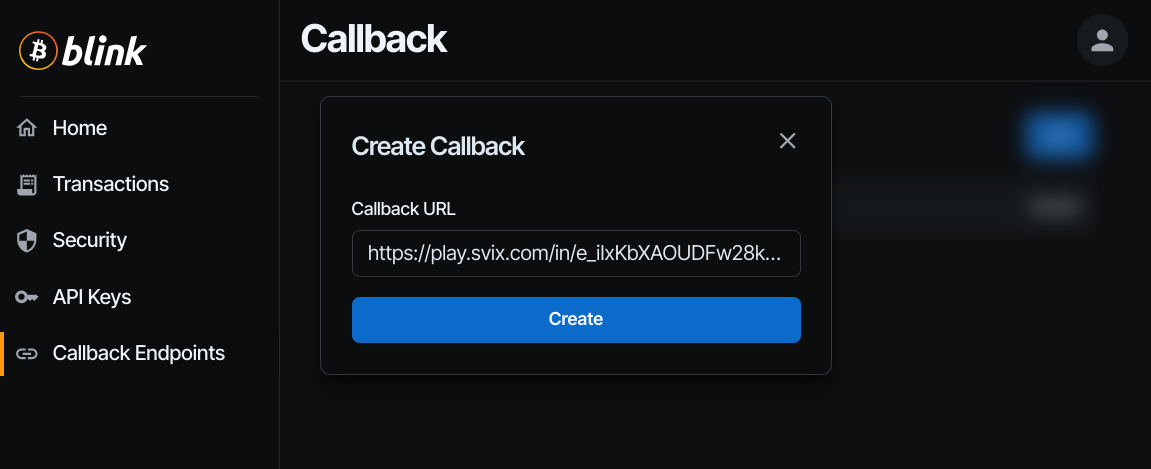 blink
Callback
Home
Transactions
Security
API Keys
Callback Endpoints
Create Callback
Callback URL
https://play.svix.com/in/e_iIxKbXAOUDFw28k...
Create